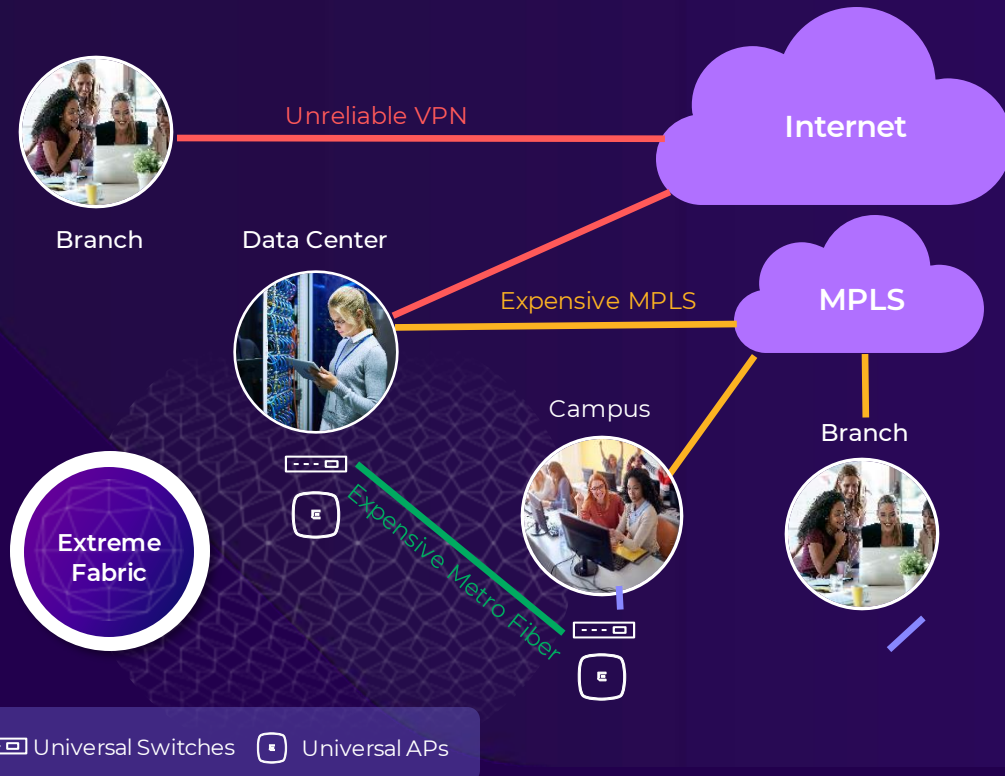 Unreliable VPN
Internet
Branch
Data Center
Expensive MPLS
MPLS
Campus
Branch
Expensive Metro Fiber
Extreme
Fabric
Universal Switches
Universal APs